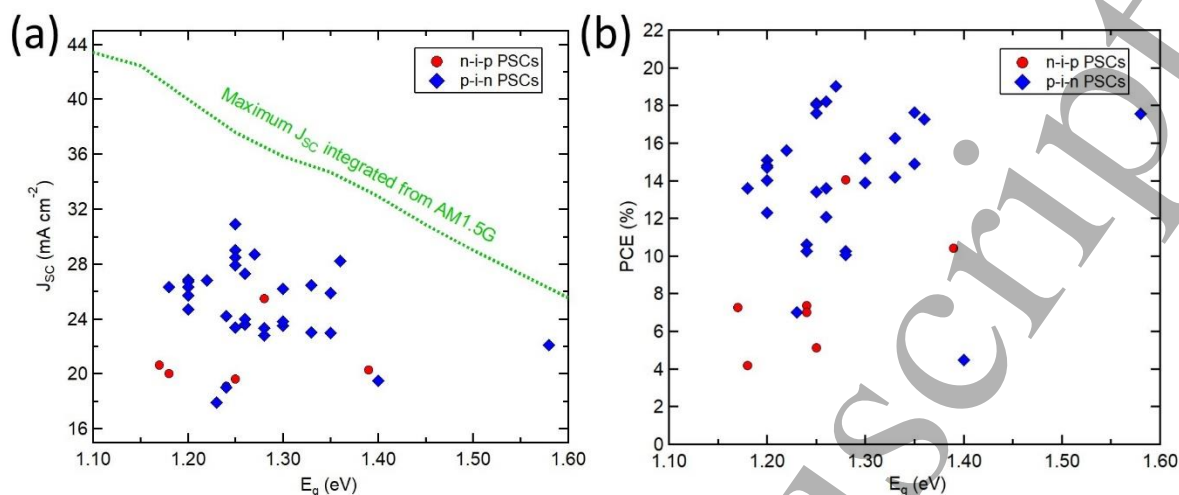 (a)
44
40
36
32
28
24
20
16
J_SC (mA cm⁻²)
n-i-p PSCs
p-i-n PSCs
Maximum J_SC integrated from AM1.5G
1.10 1.20 1.30 1.40 1.50 1.60
E_g (eV)
(b)
22
20
18
16
14
12
10
8
6
4
2
0
PCE (%)
n-i-p PSCs
p-i-n PSCs
1.10 1.20 1.30 1.40 1.50 1.60
E_g (eV)